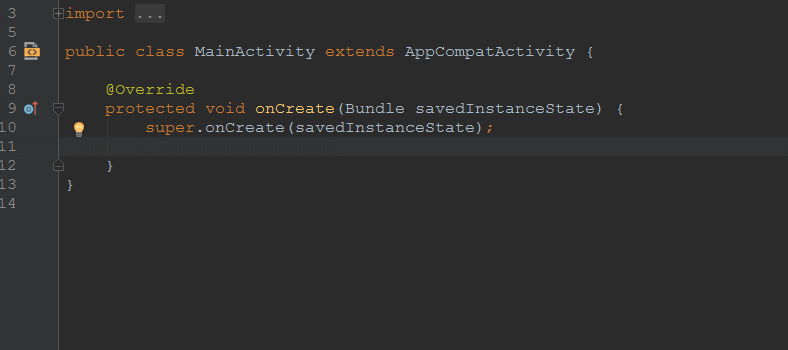 3 import ...
5
6 public class MainActivity extends AppCompatActivity {
7
8 @Override
9 protected void onCreate(Bundle savedInstanceState) {
10 super.onCreate(savedInstanceState);
11
12 }
13 }
14